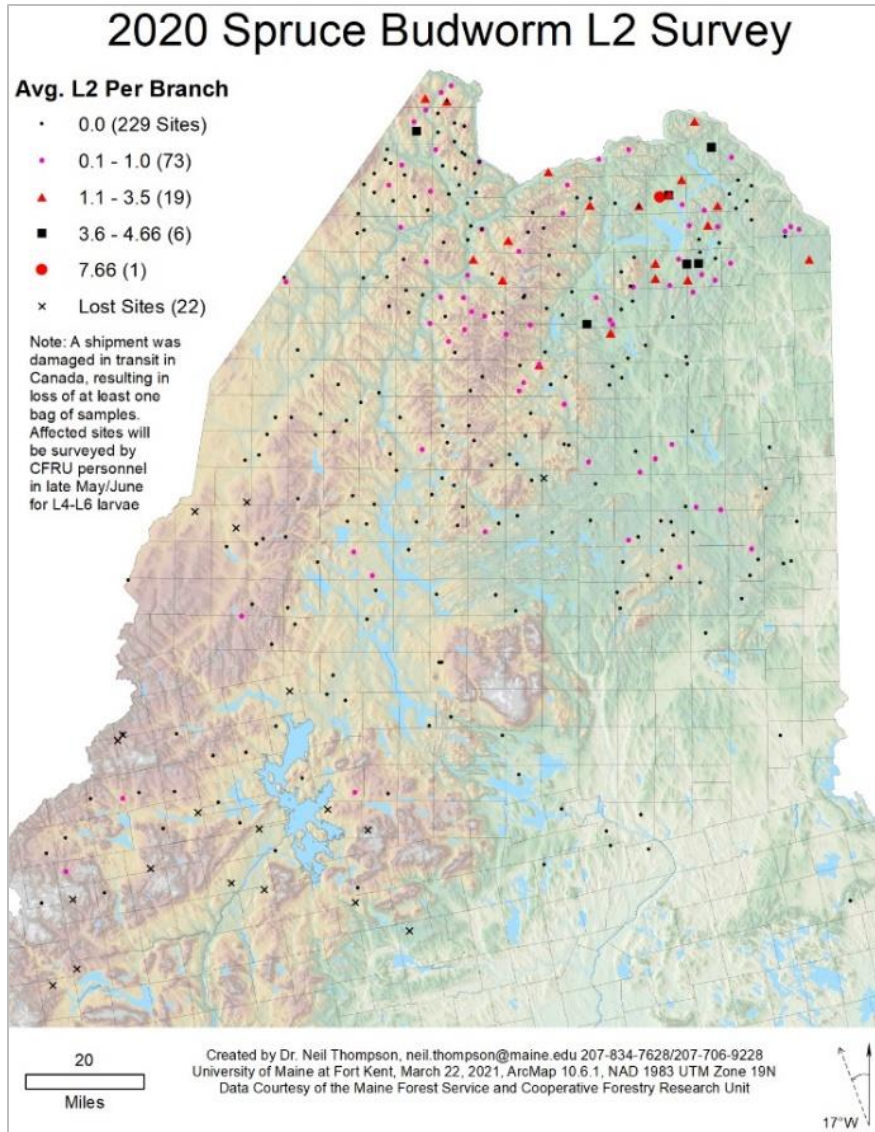 2020 Spruce Budworm L2 Survey
Avg. L2 Per Branch
0.0 (229 Sites)
0.1 - 1.0 (73)
1.1 - 3.5 (19)
3.6 - 4.66 (6)
7.66 (1)
Lost Sites (22)
Note: A shipment was
damaged in transit in
Canada, resulting in
loss of at least one
bag of samples.
Affected sites will
be surveyed by
CFRU personnel
in late May/June
for L4-L6 larvae
20
Miles
Created by Dr. Neil Thompson, neil.thompson@maine.edu 207-834-7628/207-706-9228
University of Maine at Fort Kent, March 22, 2021, ArcMap 10.6.1, NAD 1983 UTM Zone 19N
Data Courtesy of the Maine Forest Service and Cooperative Forestry Research Unit
17°W